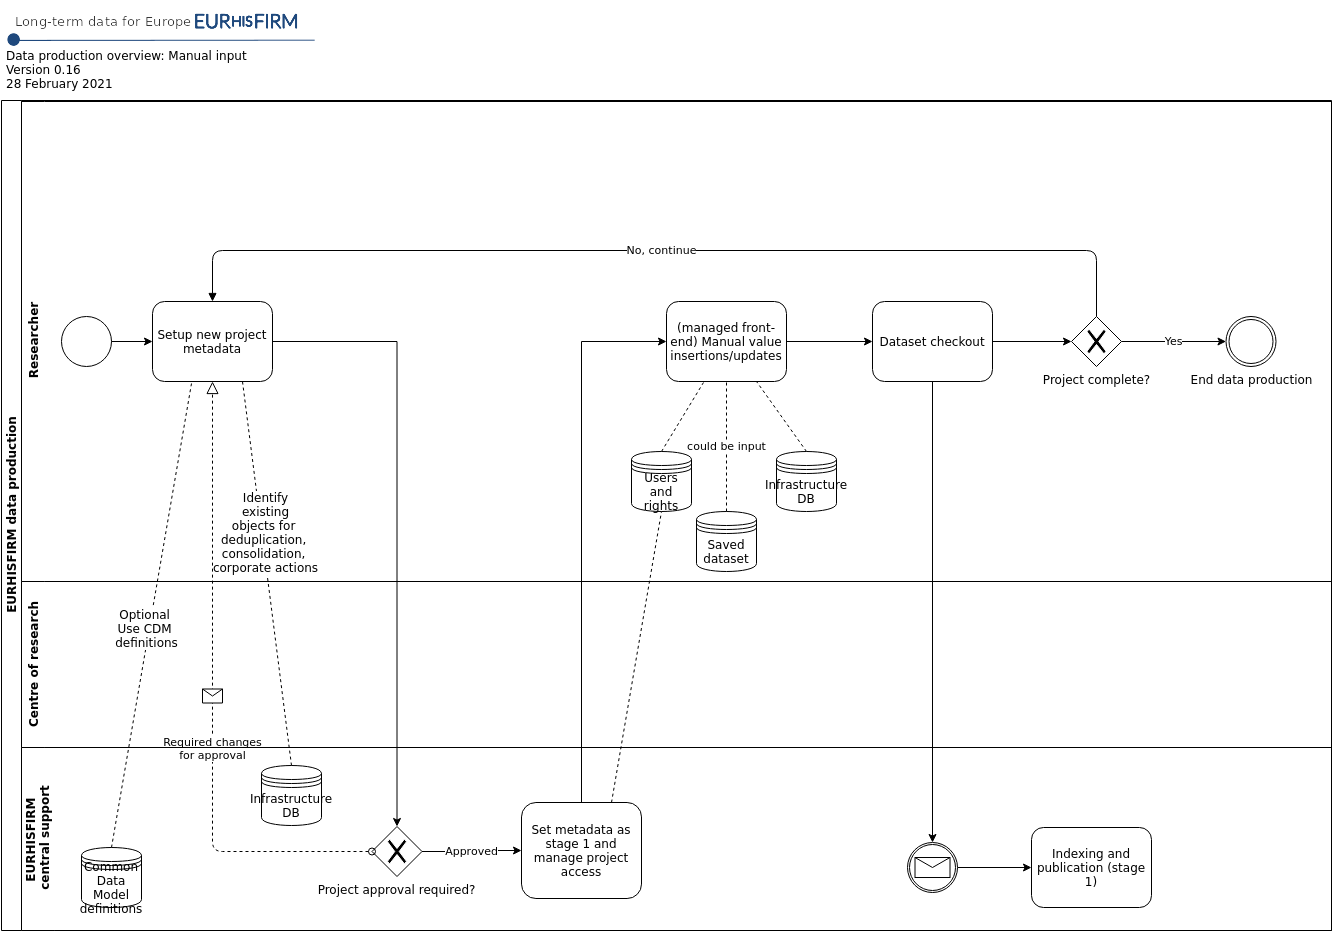 Long-term data for Europe EURHISFIRM
Data production overview: Manual input
Version 0.16
28 February 2021
EURHISFIRM data production
Researcher
No, continue
Setup new project
metadata
(managed front-
end) Manual value
insertions/updates
Dataset checkout
Yes
Project complete?
End data production
could be input
Users
and
rights
Infrastructure
DB
Saved
dataset
Identify
existing
objects for
deduplication,
consolidation,
corporate actions
Centre of research
Optional
Use CDM
definitions
Required changes
for approval
EURHISFIRM
central support
Infrastructure
DB
Common
Data
Model
definitions
Approved
Project approval required?
Set metadata as
stage 1 and
manage project
access
Indexing and
publication (stage
1)